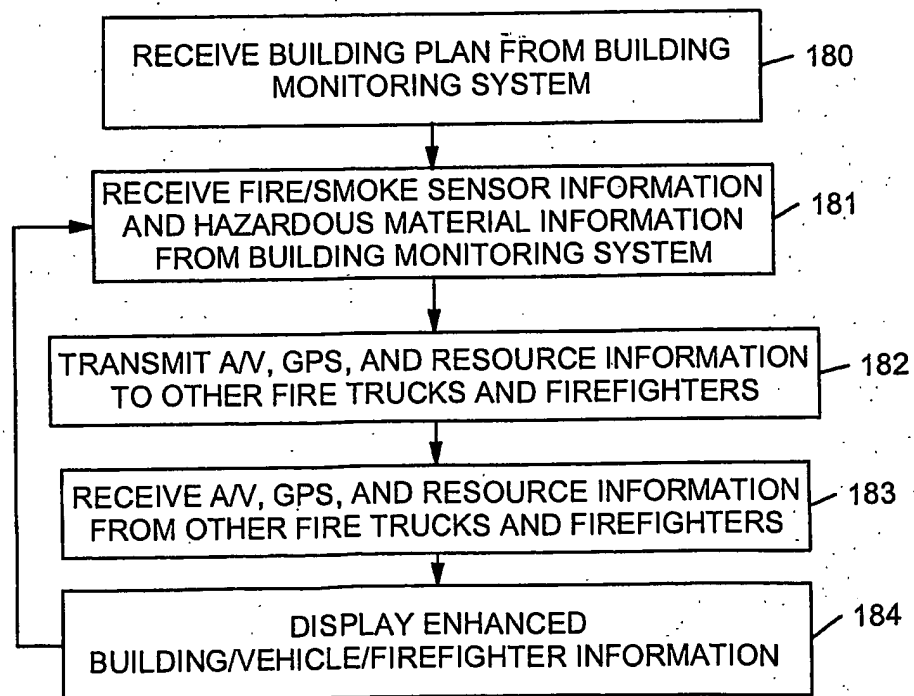 RECEIVE BUILDING PLAN FROM BUILDING
MONITORING SYSTEM
180
RECEIVE FIRE/SMOKE SENSOR INFORMATION
AND HAZARDOUS MATERIAL INFORMATION
FROM BUILDING MONITORING SYSTEM
181
TRANSMIT A/V, GPS, AND RESOURCE INFORMATION
TO OTHER FIRE TRUCKS AND FIREFIGHTERS
182
RECEIVE A/V, GPS, AND RESOURCE INFORMATION
FROM OTHER FIRE TRUCKS AND FIREFIGHTERS
183
DISPLAY ENHANCED
BUILDING/VEHICLE/FIREFIGHTER INFORMATION
184